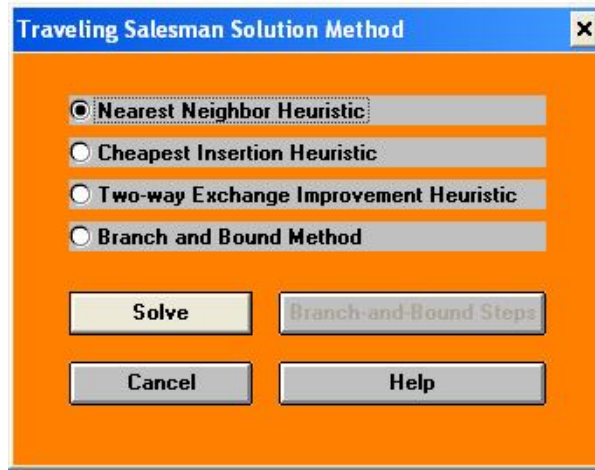 Traveling Salesman Solution Method
Nearest Neighbor Heuristic
Cheapest Insertion Heuristic
Two-way Exchange Improvement Heuristic
Branch and Bound Method
Solve Branch-and-Bound Steps
Cancel Help